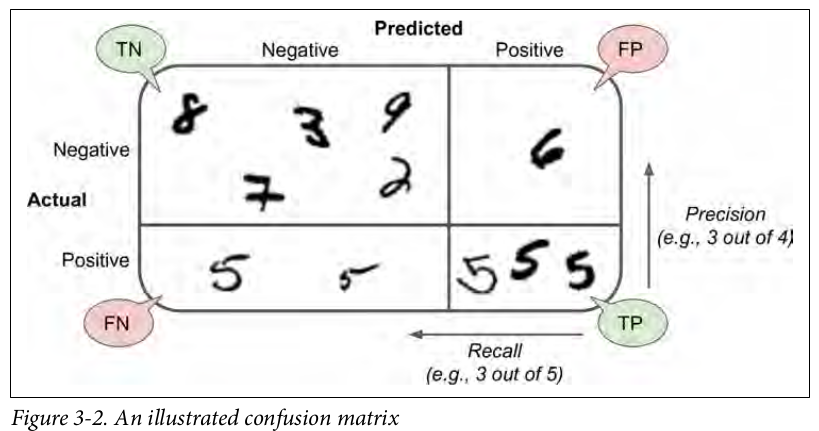 Predicted
TN Negative Positive FP
8 3 9
Negative 6
7 2
Actual
Precision
(e.g., 3 out of 4)
Positive 5 5 5 5 5
FN TP
Recall
(e.g., 3 out of 5)
Figure 3-2. An illustrated confusion matrix